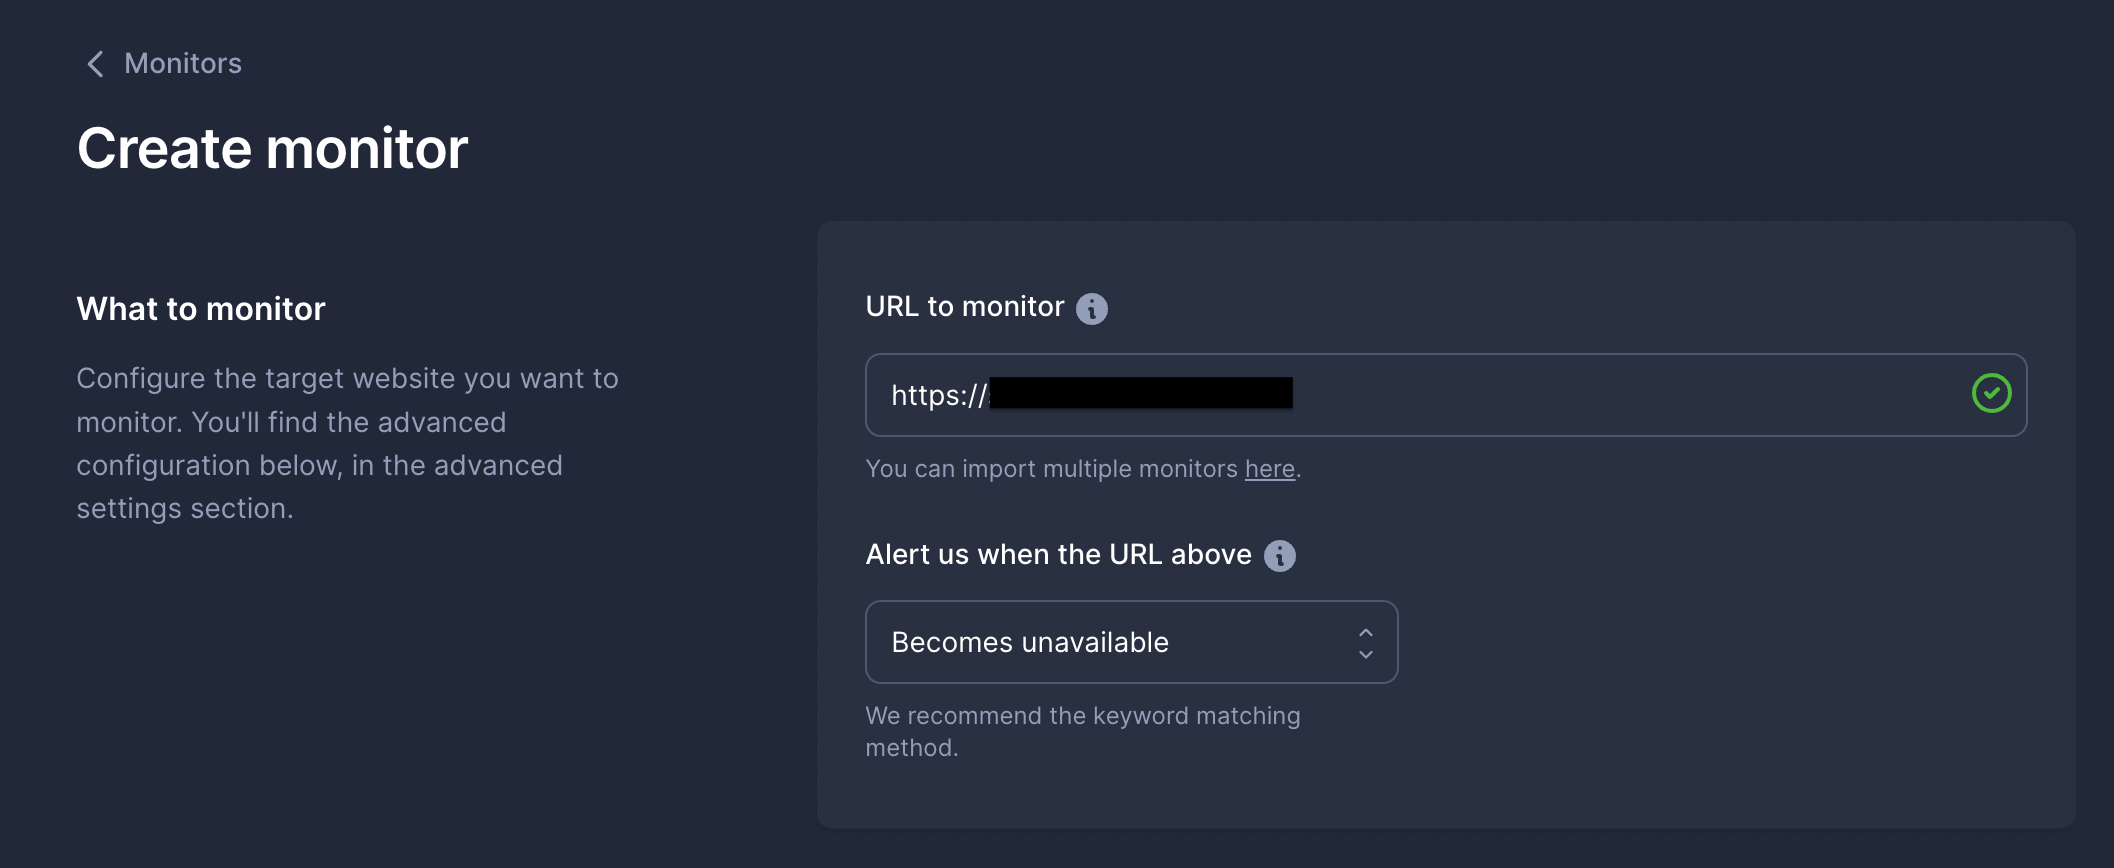 Monitors
Create monitor
What to monitor
Configure the target website you want to
monitor. You'll find the advanced
configuration below, in the advanced
settings section.
URL to monitor
https://
You can import multiple monitors here.
Alert us when the URL above
Becomes unavailable
We recommend the keyword matching
method.